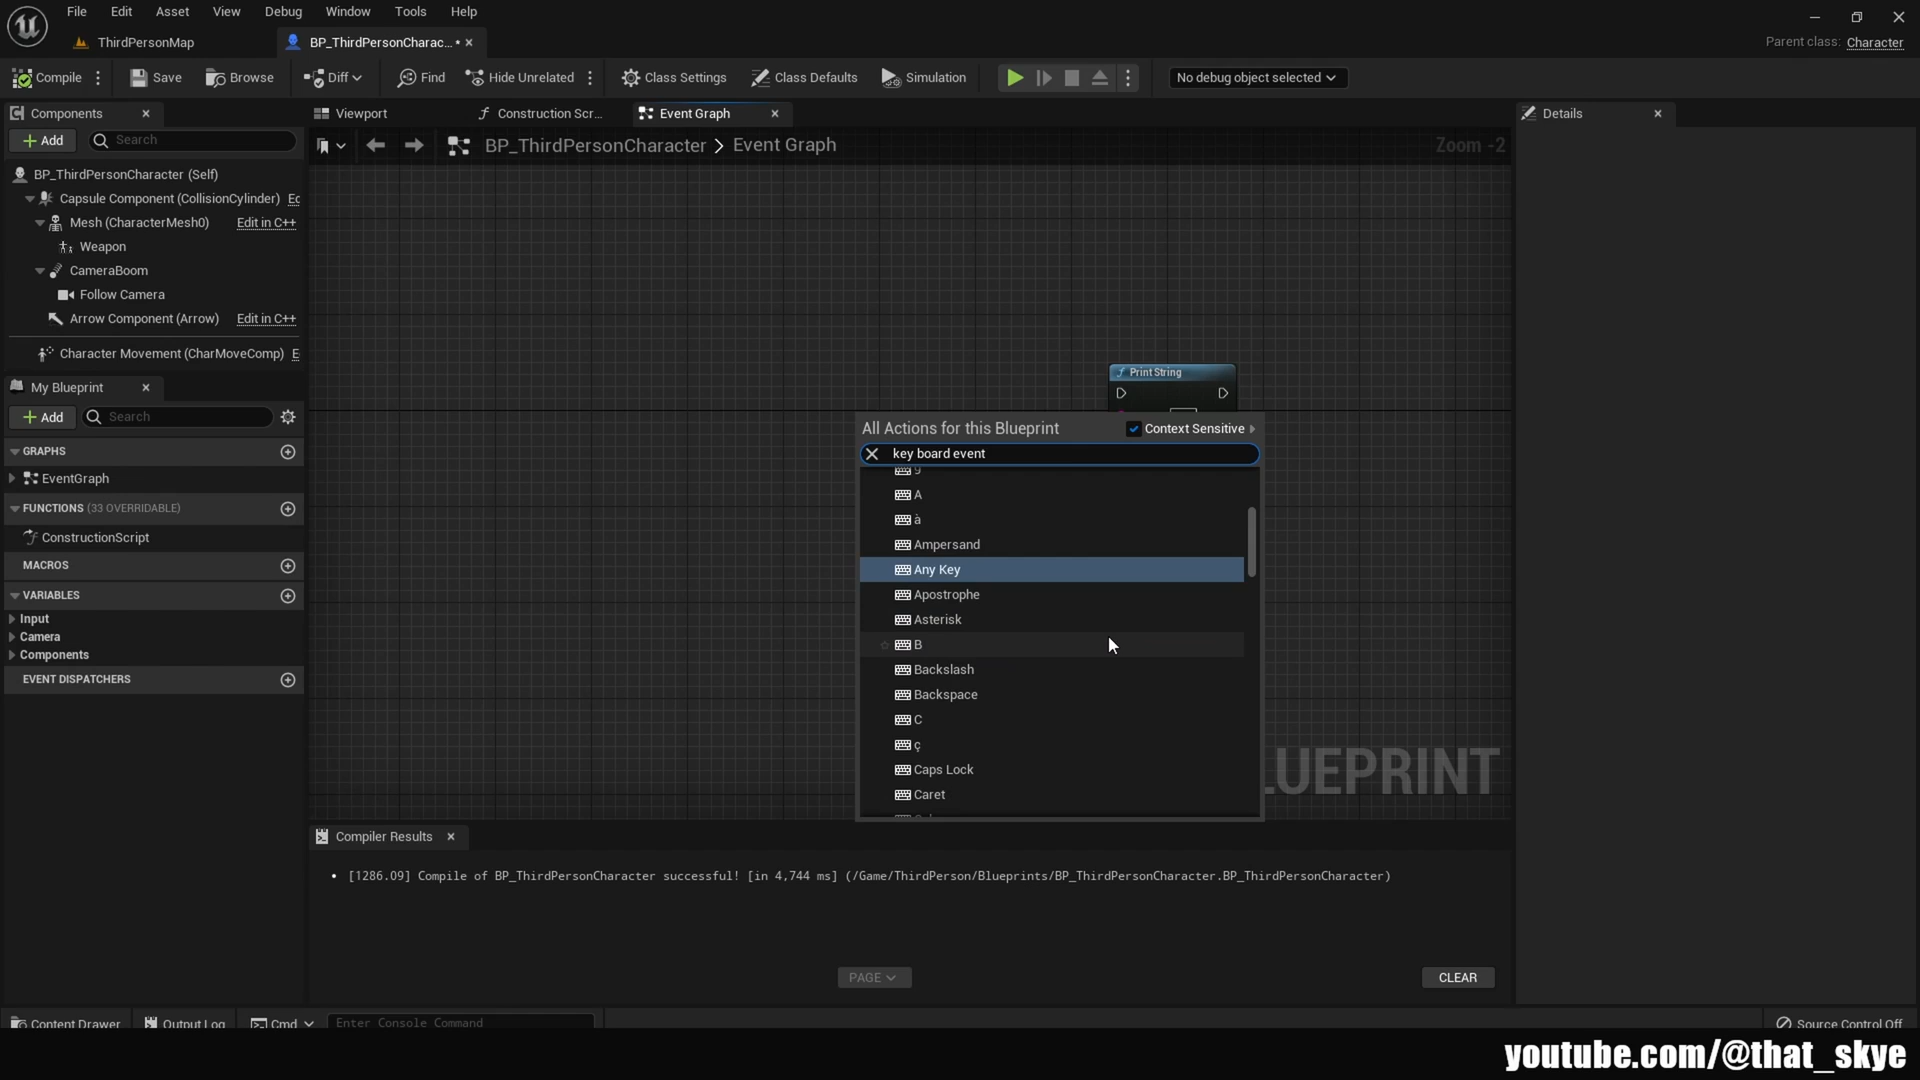 File Edit Asset View Debug Window Tools Help
ThirdPersonMap
BP_ThirdPersonCharac... •
Parent class: Character
Compile Save Browse Diff Find Hide Unrelated Class Settings Class Defaults Simulation No debug object selected
Components
Viewport Construction Scr... Event Graph Details
Add Search
BP_ThirdPersonCharacter > Event Graph Zoom -2
BP_ThirdPersonCharacter (Self)
Capsule Component (CollisionCylinder) Ec
Mesh (CharacterMesh0) Edit in C++
Weapon
CameraBoom
Follow Camera
Arrow Component (Arrow) Edit in C++
Character Movement (CharMoveComp) E
My Blueprint
Add Search
GRAPHS
EventGraph
FUNCTIONS (33 OVERRIDABLE)
ConstructionScript
MACROS
VARIABLES
Input
Camera
Components
EVENT DISPATCHERS
f Print String
All Actions for this Blueprint Context Sensitive
key board event
A
à
Ampersand
Any Key
Apostrophe
Asterisk
B
Backslash
Backspace
C
ç
Caps Lock
Caret
LUEPRINT
Compiler Results
• [1286.09] Compile of BP_ThirdPersonCharacter successful! [in 4,744 ms] (/Game/ThirdPerson/Blueprints/BP_ThirdPersonCharacter.BP_ThirdPersonCharacter)
PAGE
CLEAR
Content Drawer Output Log Cmd Enter Console Command Source Control Off
youtube.com/@that_skye